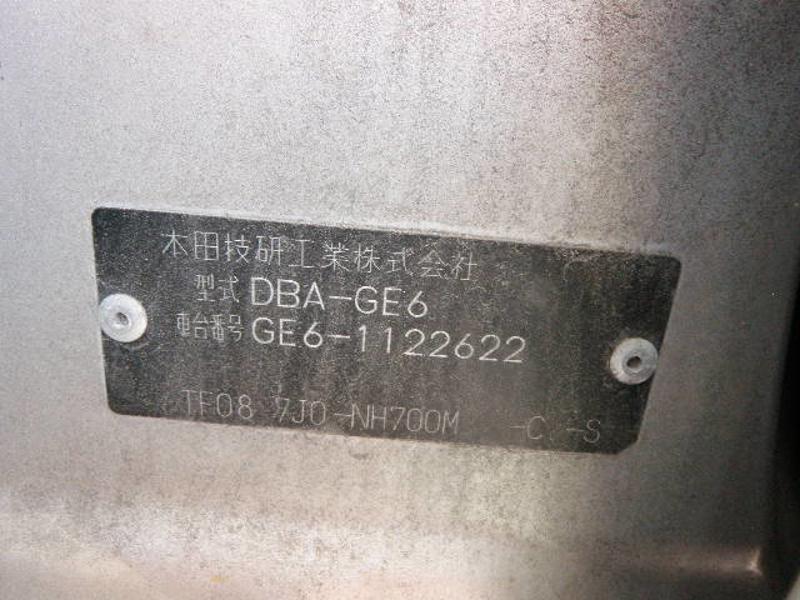 本田技研工業株式会社
型式 DBA-GE6
車台番号 GE6-1122622
TF08 7J0-NH700M -C -S